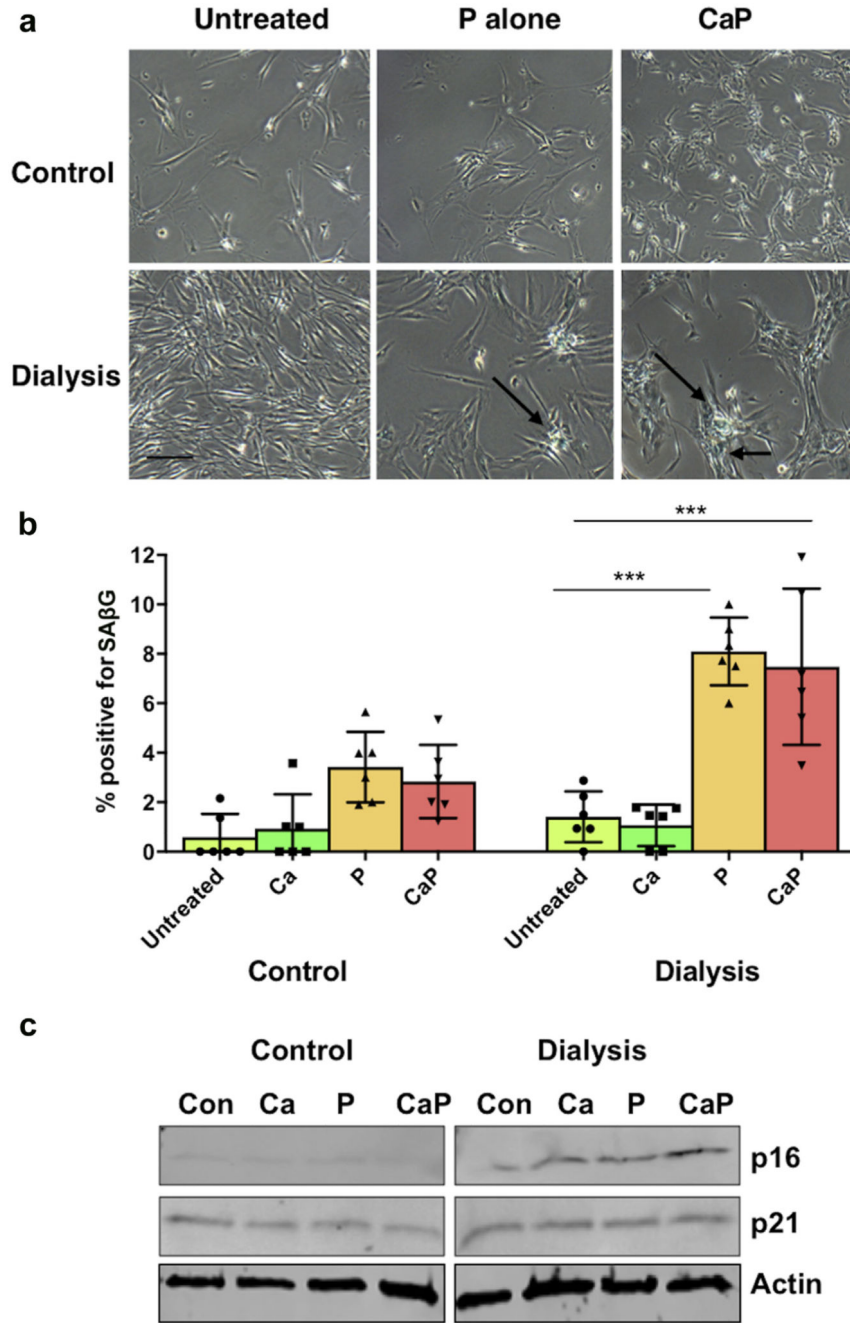 a
Untreated P alone CaP
Control
Dialysis
b
% positive for SAβG
12
10
8
6
4
2
0
***
***
Untreated Ca P CaP Untreated Ca P CaP
Control Dialysis
c
Control Dialysis
Con Ca P CaP Con Ca P CaP
p16
p21
Actin